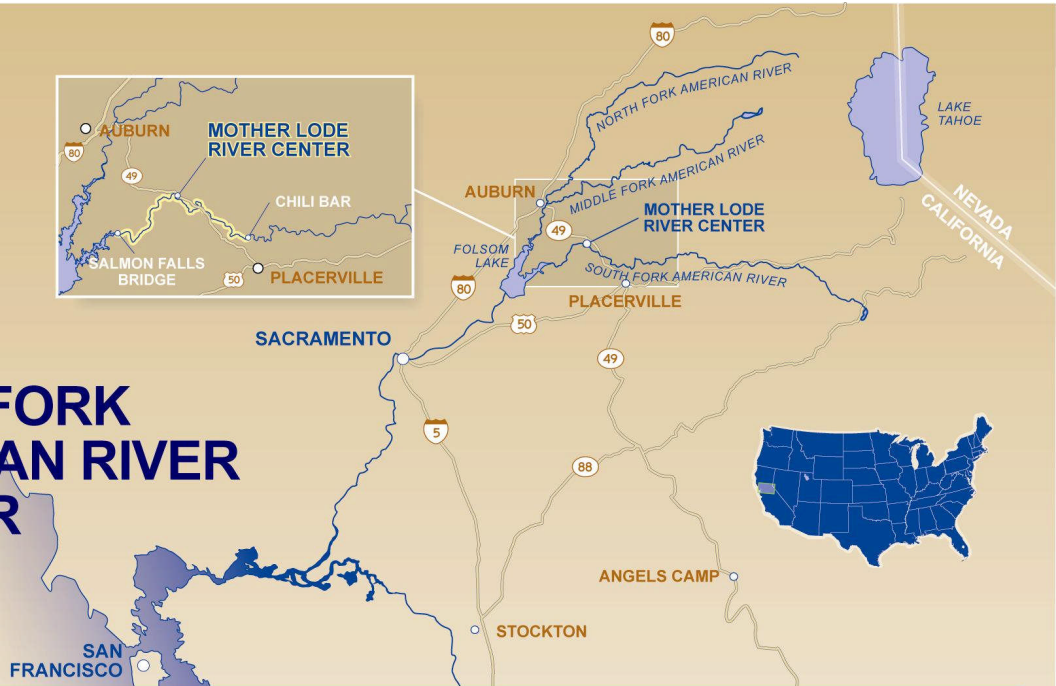 80
NORTH FORK AMERICAN RIVER
LAKE
TAHOE
AUBURN
80
49
MOTHER LODE
RIVER CENTER
CHILI BAR
SALMON FALLS
BRIDGE
50
PLACERVILLE
AUBURN
MIDDLE FORK AMERICAN RIVER
49
MOTHER LODE
RIVER CENTER
NEVADA
CALIFORNIA
FOLSOM
LAKE
SOUTH FORK AMERICAN RIVER
80
PLACERVILLE
50
SACRAMENTO
49
FORK
AN RIVER
R
5
88
ANGELS CAMP
STOCKTON
SAN
FRANCISCO